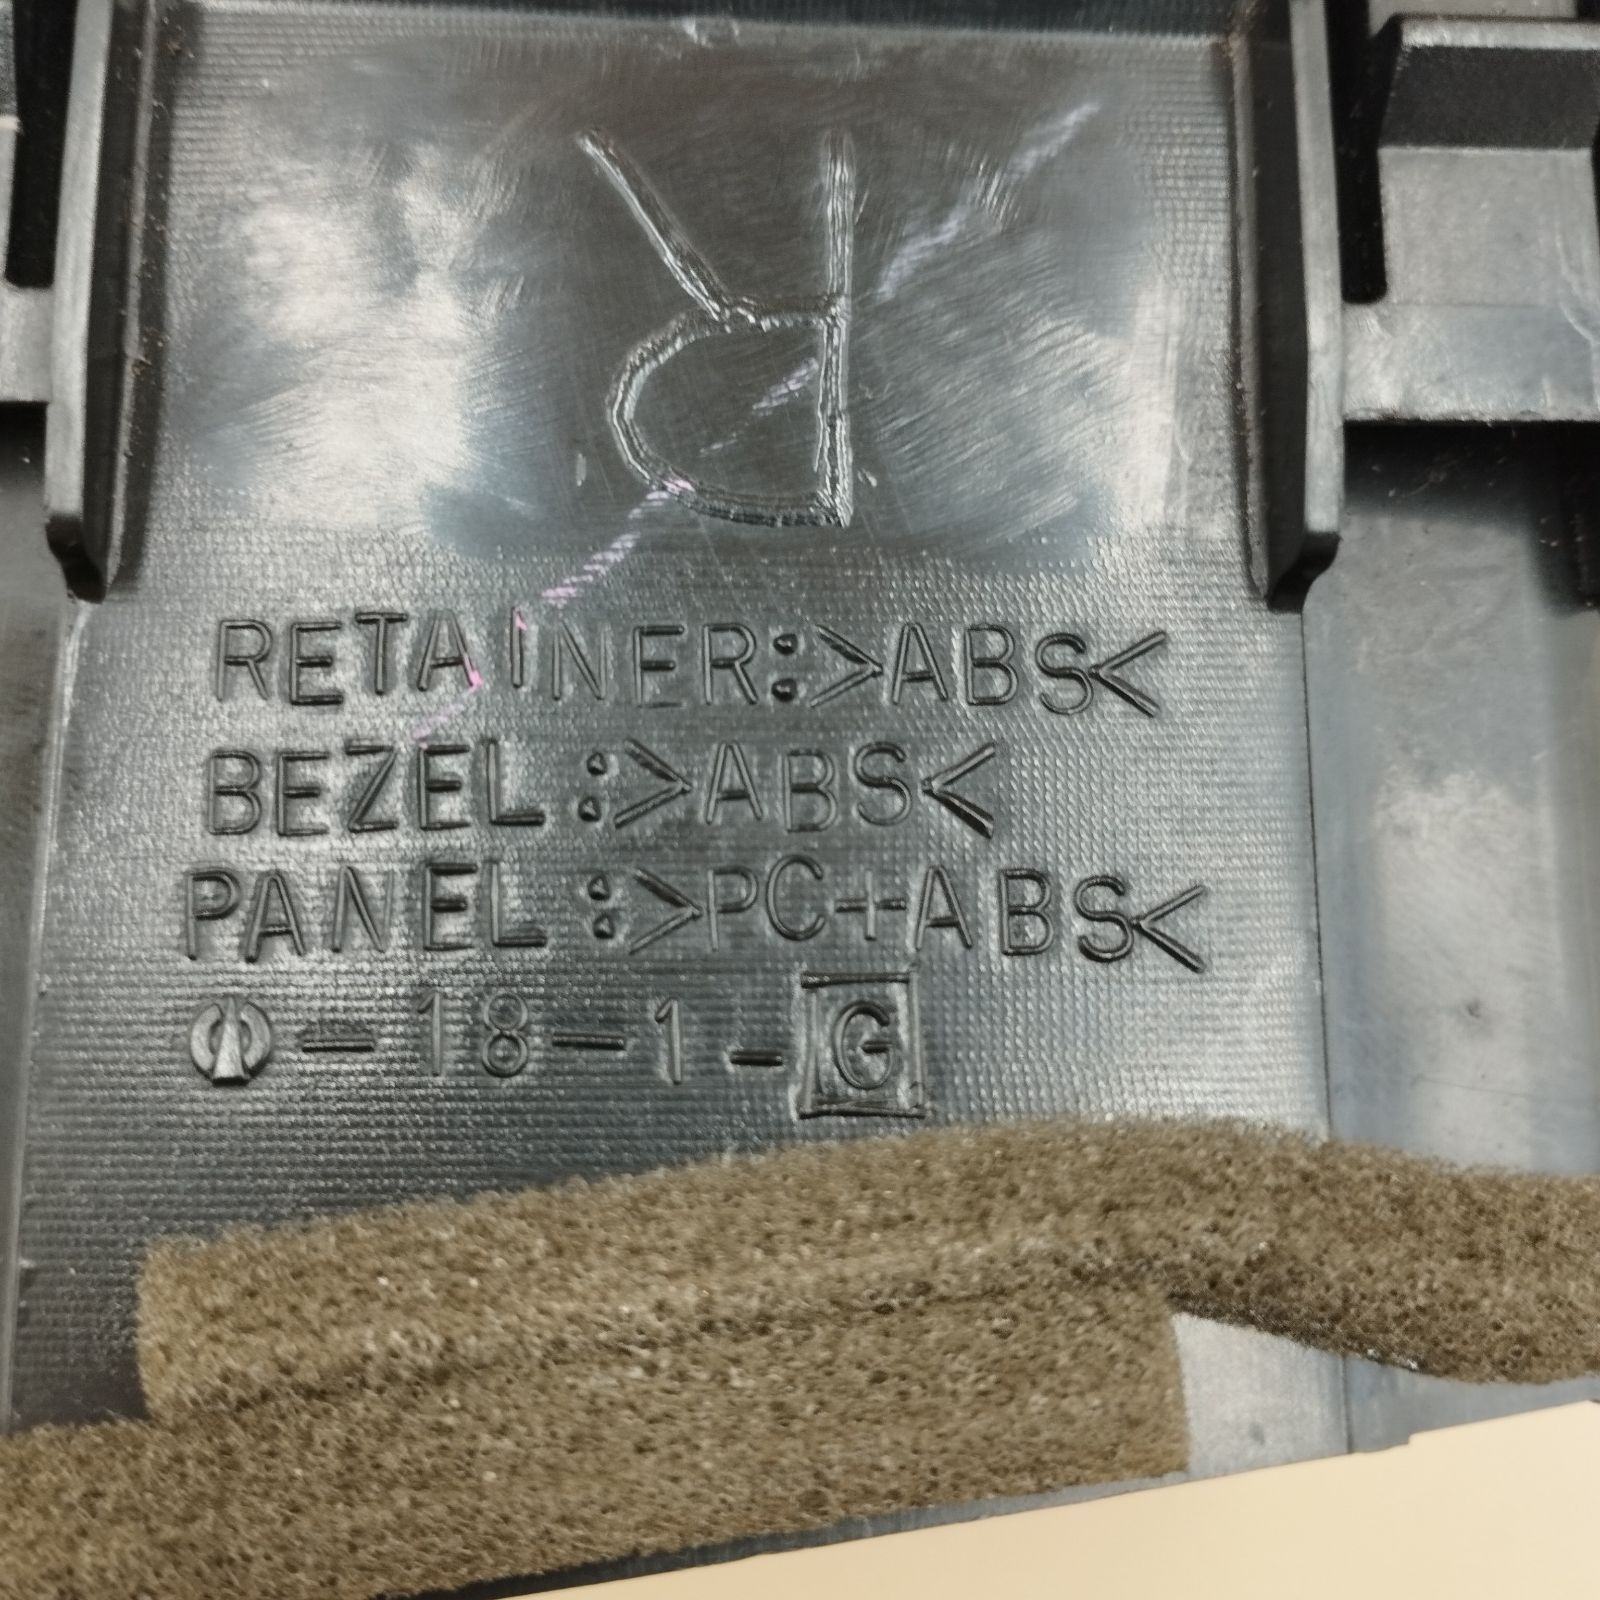 R
RETAINER:>ABS<
BEZEL:>ABS<
PANEL:>PC+ABS<
-18-1-G